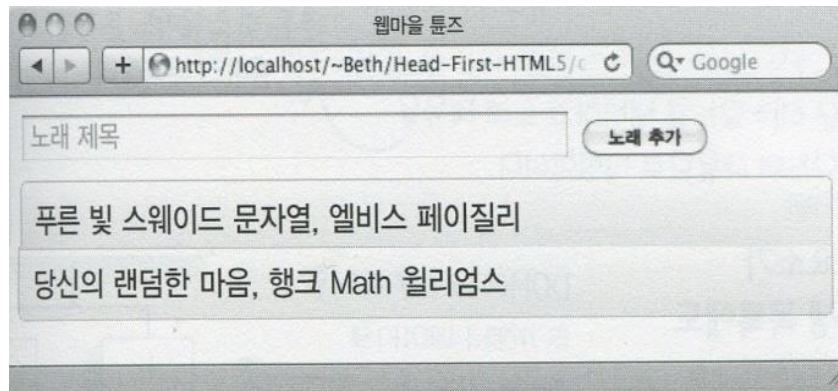 웹마을 튠즈
http://localhost/~Beth/Head-First-HTML5/
Google
노래 제목
노래 추가
푸른 빛 스웨이드 문자열, 엘비스 페이질리
당신의 랜덤한 마음, 행크 Math 윌리엄스